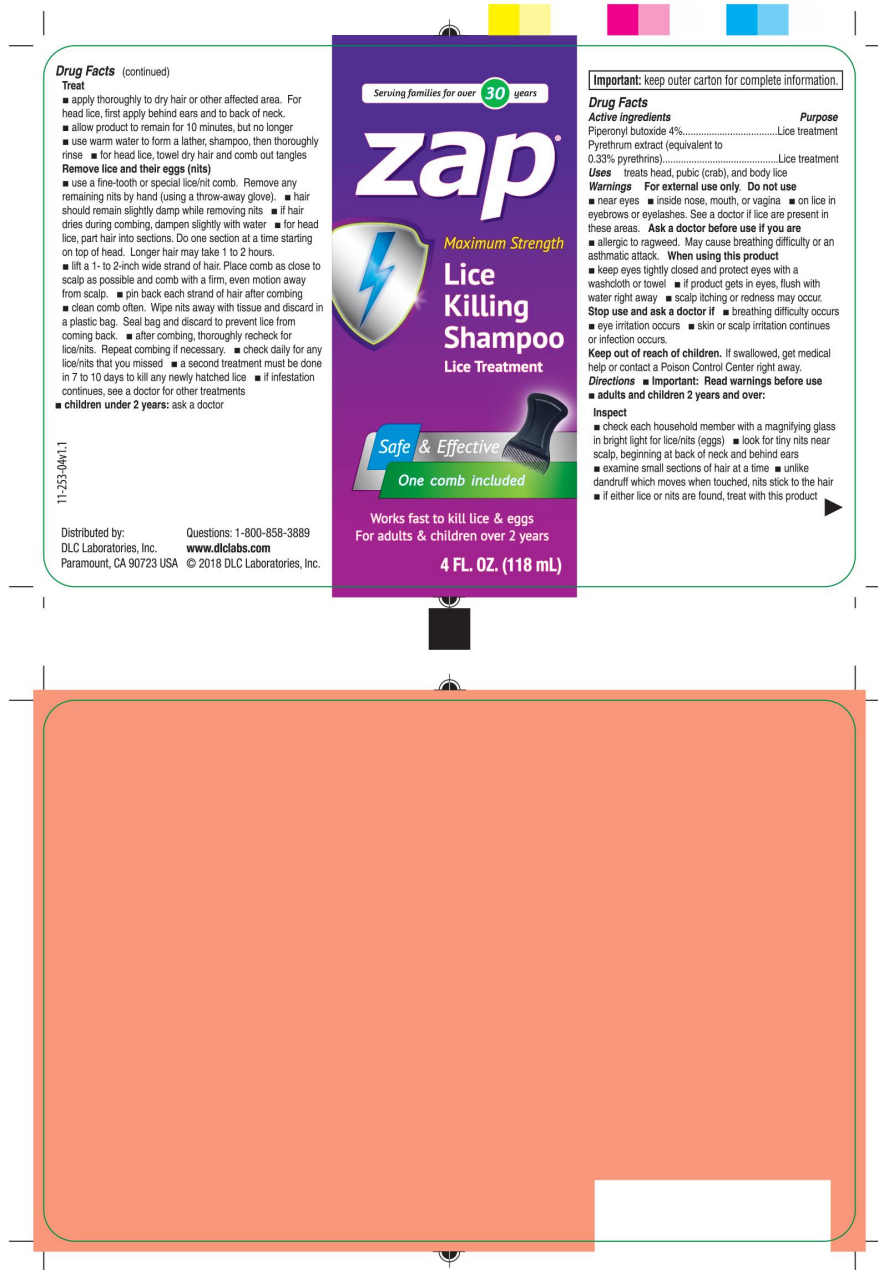 Drug Facts (continued)
Treat
■ apply thoroughly to dry hair or other affected area. For
head lice, first apply behind ears and to back of neck.
■ allow product to remain for 10 minutes, but no longer
■ use warm water to form a lather, shampoo, then thoroughly
rinse ■ for head lice, towel dry hair and comb out tangles
Remove lice and their eggs (nits)
■ use a fine-tooth or special lice/nit comb. Remove any
remaining nits by hand (using a throw-away glove). ■ hair
should remain slightly damp while removing nits ■ if hair
dries during combing, dampen slightly with water ■ for head
lice, part hair into sections. Do one section at a time starting
on top of head. Longer hair may take 1 to 2 hours.
■ lift a 1- to 2-inch wide strand of hair. Place comb as close to
scalp as possible and comb with a firm, even motion away
from scalp. ■ pin back each strand of hair after combing
■ clean comb often. Wipe nits away with tissue and discard in
a plastic bag. Seal bag and discard to prevent lice from
coming back. ■ after combing, thoroughly recheck for
lice/nits. Repeat combing if necessary. ■ check daily for any
lice/nits that you missed ■ a second treatment must be done
in 7 to 10 days to kill any newly hatched lice ■ if infestation
continues, see a doctor for other treatments
■ children under 2 years: ask a doctor
11-253-04v1.1
Distributed by:
DLC Laboratories, Inc.
Paramount, CA 90723 USA
Questions: 1-800-858-3889
www.dlclabs.com
© 2018 DLC Laboratories, Inc.
Serving families for over 30 years
zap®
Maximum Strength
Lice
Killing
Shampoo
Lice Treatment
Safe & Effective
One comb included
Works fast to kill lice & eggs
For adults & children over 2 years
4 FL. OZ. (118 mL)
Important: keep outer carton for complete information.
Drug Facts
Active ingredients Purpose
Piperonyl butoxide 4%....................................Lice treatment
Pyrethrum extract (equivalent to
0.33% pyrethrins)............................................Lice treatment
Uses treats head, pubic (crab), and body lice
Warnings For external use only. Do not use
■ near eyes ■ inside nose, mouth, or vagina ■ on lice in
eyebrows or eyelashes. See a doctor if lice are present in
these areas. Ask a doctor before use if you are
■ allergic to ragweed. May cause breathing difficulty or an
asthmatic attack. When using this product
■ keep eyes tightly closed and protect eyes with a
washcloth or towel ■ if product gets in eyes, flush with
water right away ■ scalp itching or redness may occur.
Stop use and ask a doctor if ■ breathing difficulty occurs
■ eye irritation occurs ■ skin or scalp irritation continues
or infection occurs.
Keep out of reach of children. If swallowed, get medical
help or contact a Poison Control Center right away.
Directions ■ Important: Read warnings before use
■ adults and children 2 years and over:
Inspect
■ check each household member with a magnifying glass
in bright light for lice/nits (eggs) ■ look for tiny nits near
scalp, beginning at back of neck and behind ears
■ examine small sections of hair at a time ■ unlike
dandruff which moves when touched, nits stick to the hair
■ if either lice or nits are found, treat with this product